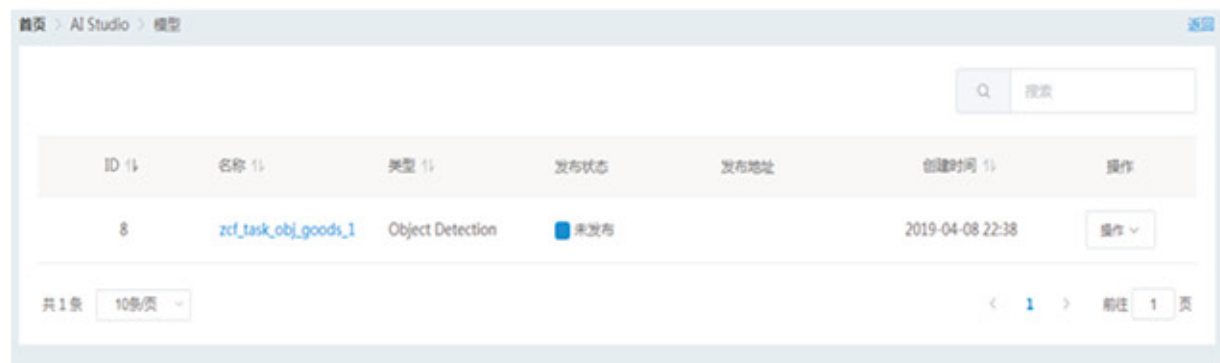 首页 > AI Studio > 模型 返回
搜索
ID 名称 类型 发布状态 发布地址 创建时间 操作
8 zcf_task_obj_goods_1 Object Detection 未发布 2019-04-08 22:38 操作
共1条 10条/页 < 1 > 前往 1 页